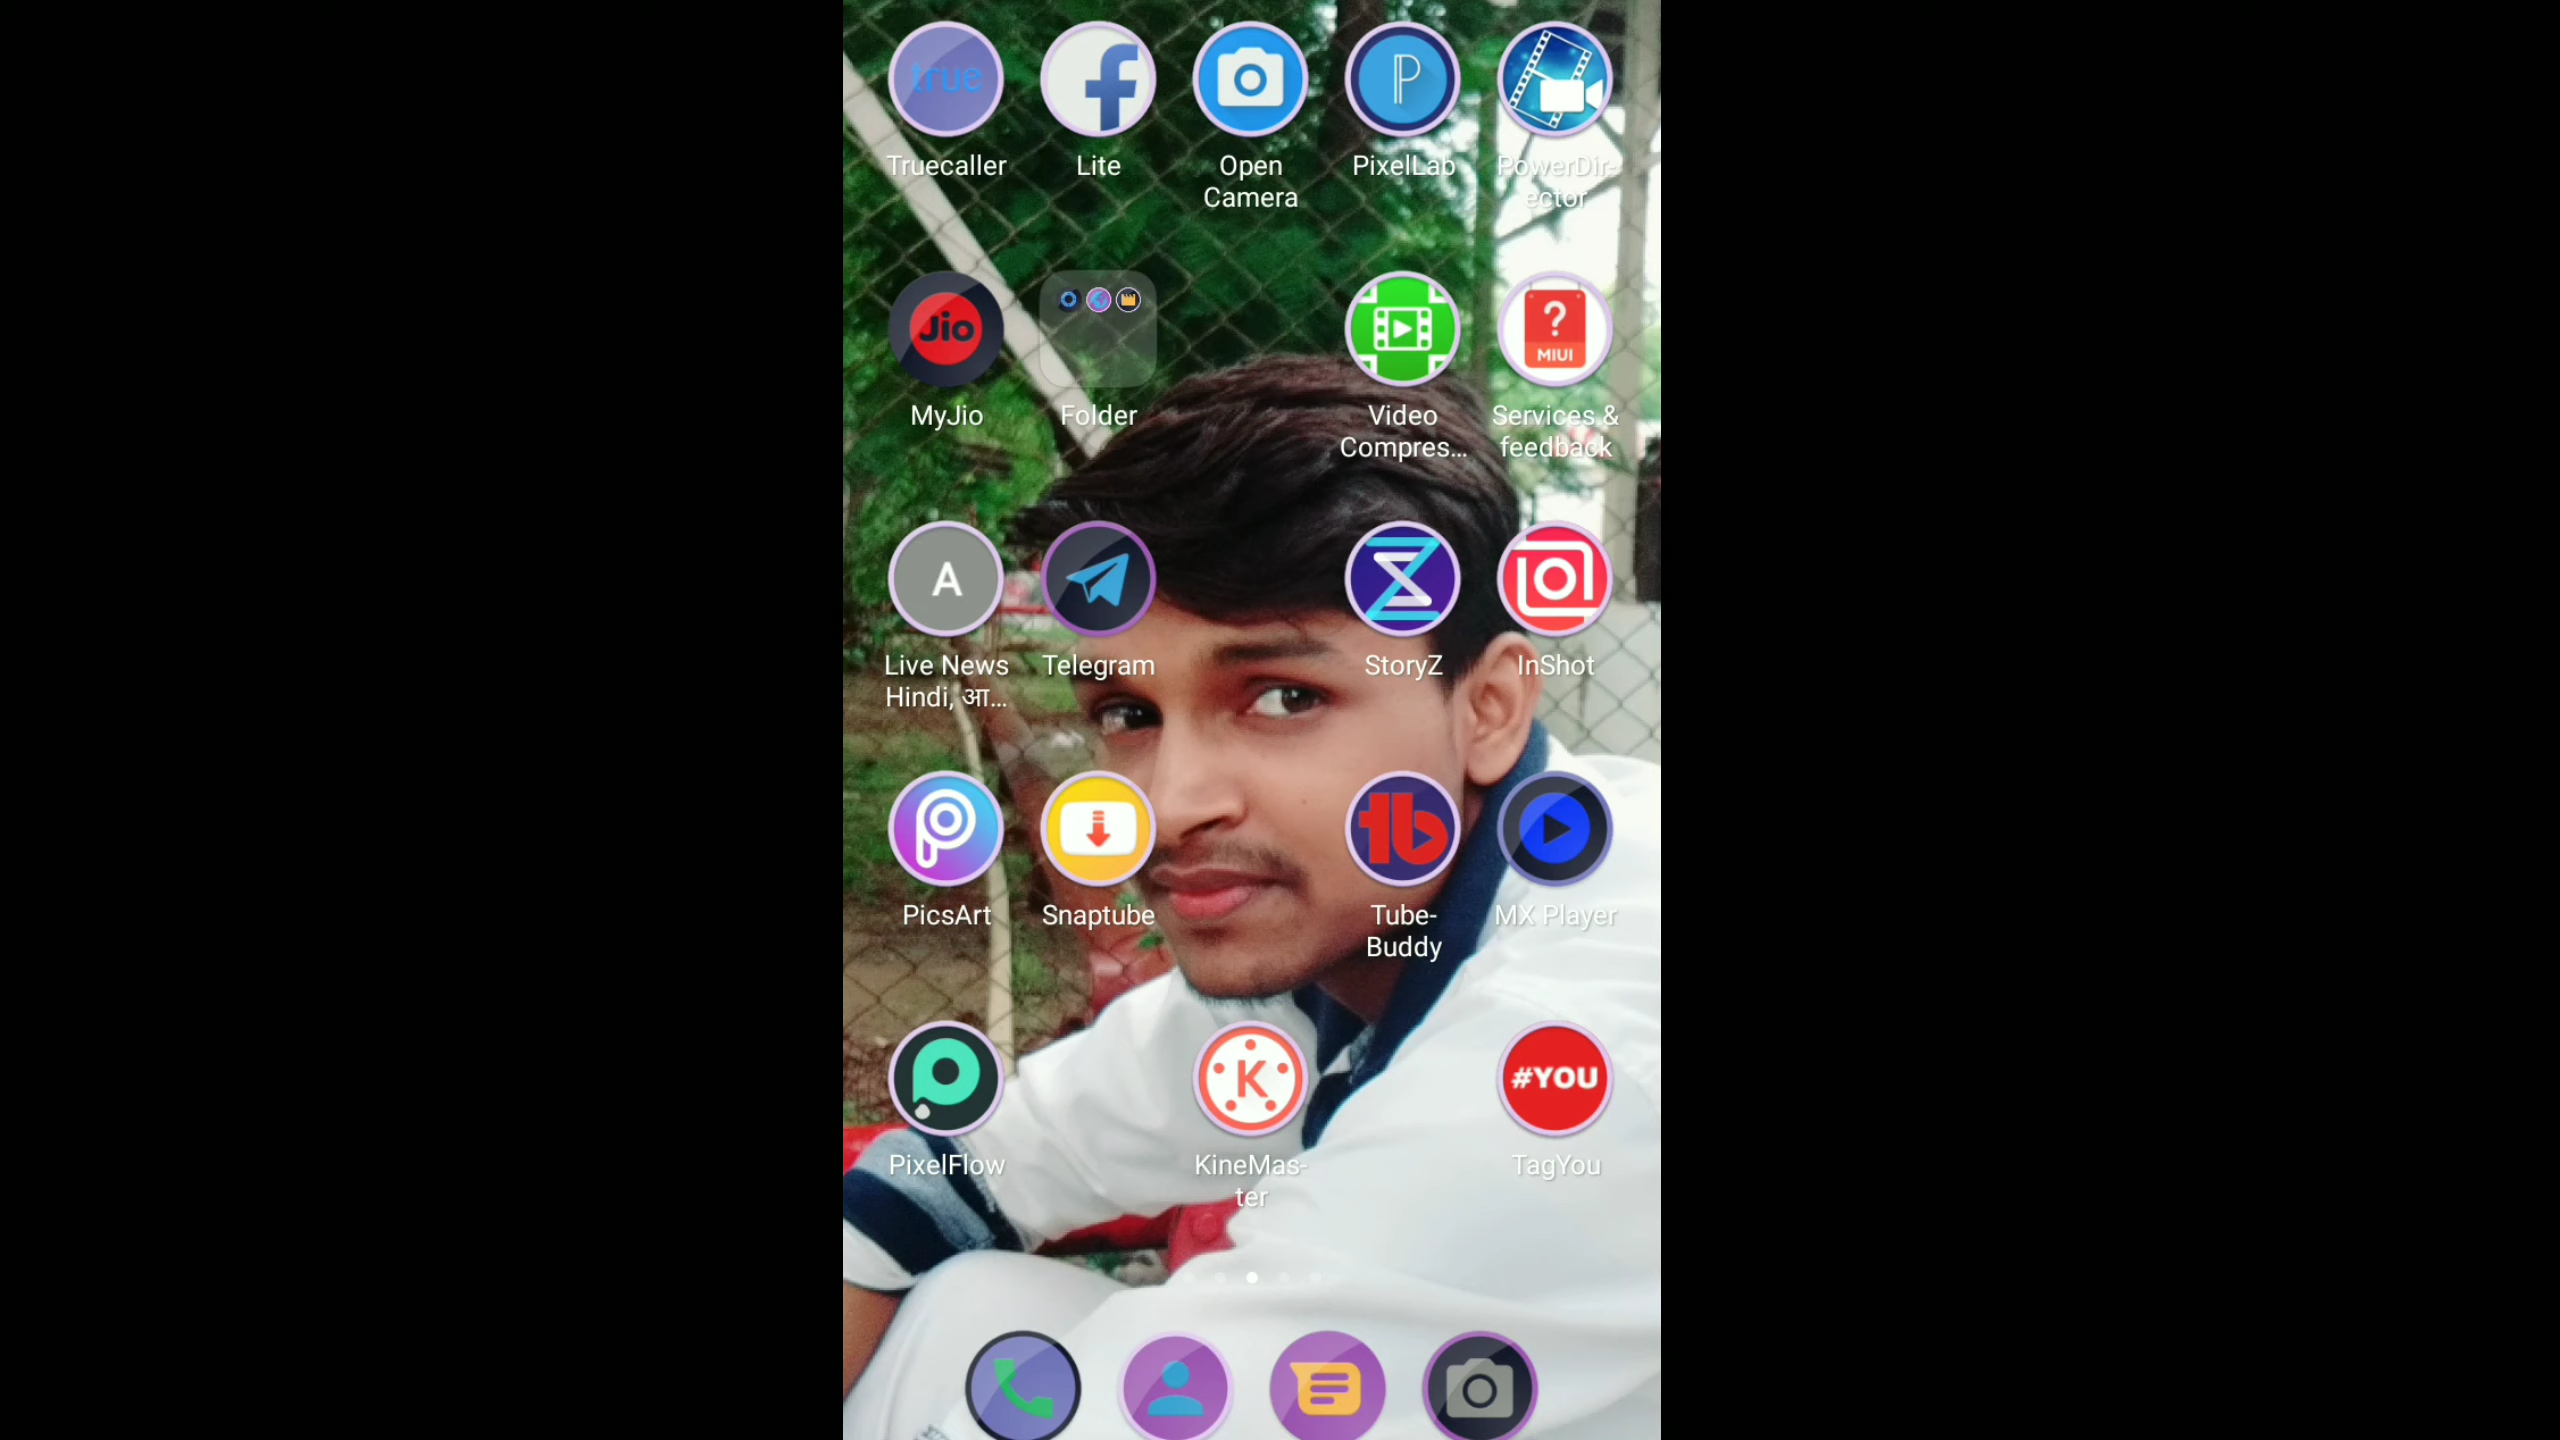 true
Truecaller
Lite
Open
Camera
PixelLab
PowerDir-
ector
Jio
MyJio
Folder
Video
Compres...
?
MIUI
Services &
feedback
A
Live News
Hindi, आ...
Telegram
StoryZ
InShot
PicsArt
Snaptube
tb
Tube-
Buddy
MX Player
PixelFlow
K
KineMas-
ter
#YOU
TagYou